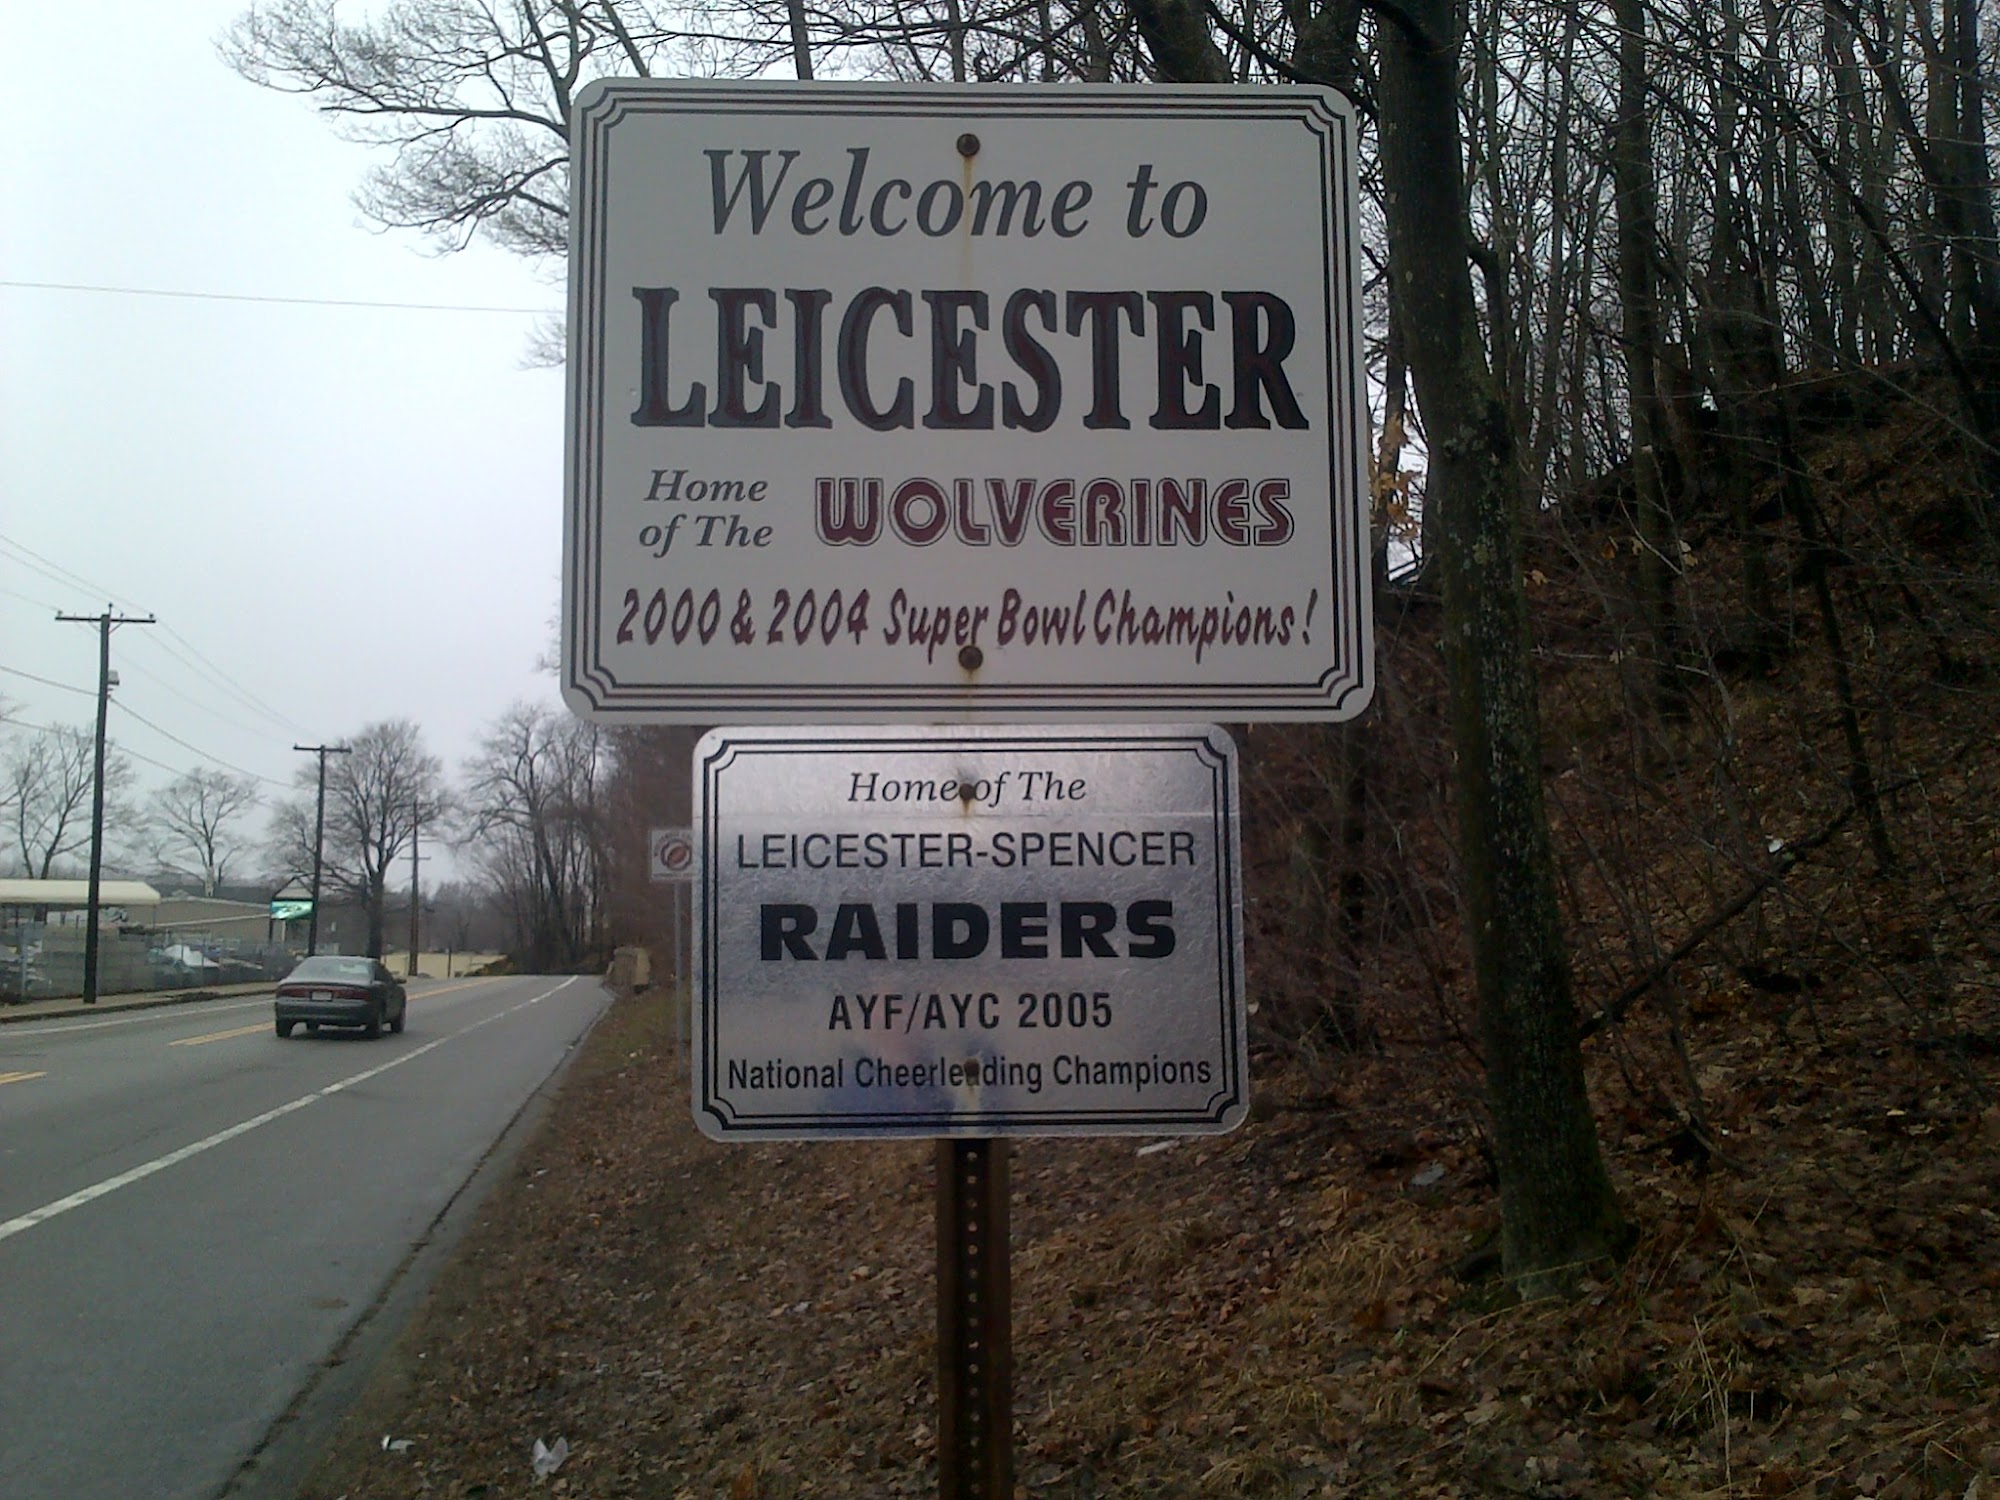 Welcome to
LEICESTER
Home
of The
WOLVERINES
2000 & 2004 Super Bowl Champions!
Home of The
LEICESTER-SPENCER
RAIDERS
AYF/AYC 2005
National Cheerleading Champions